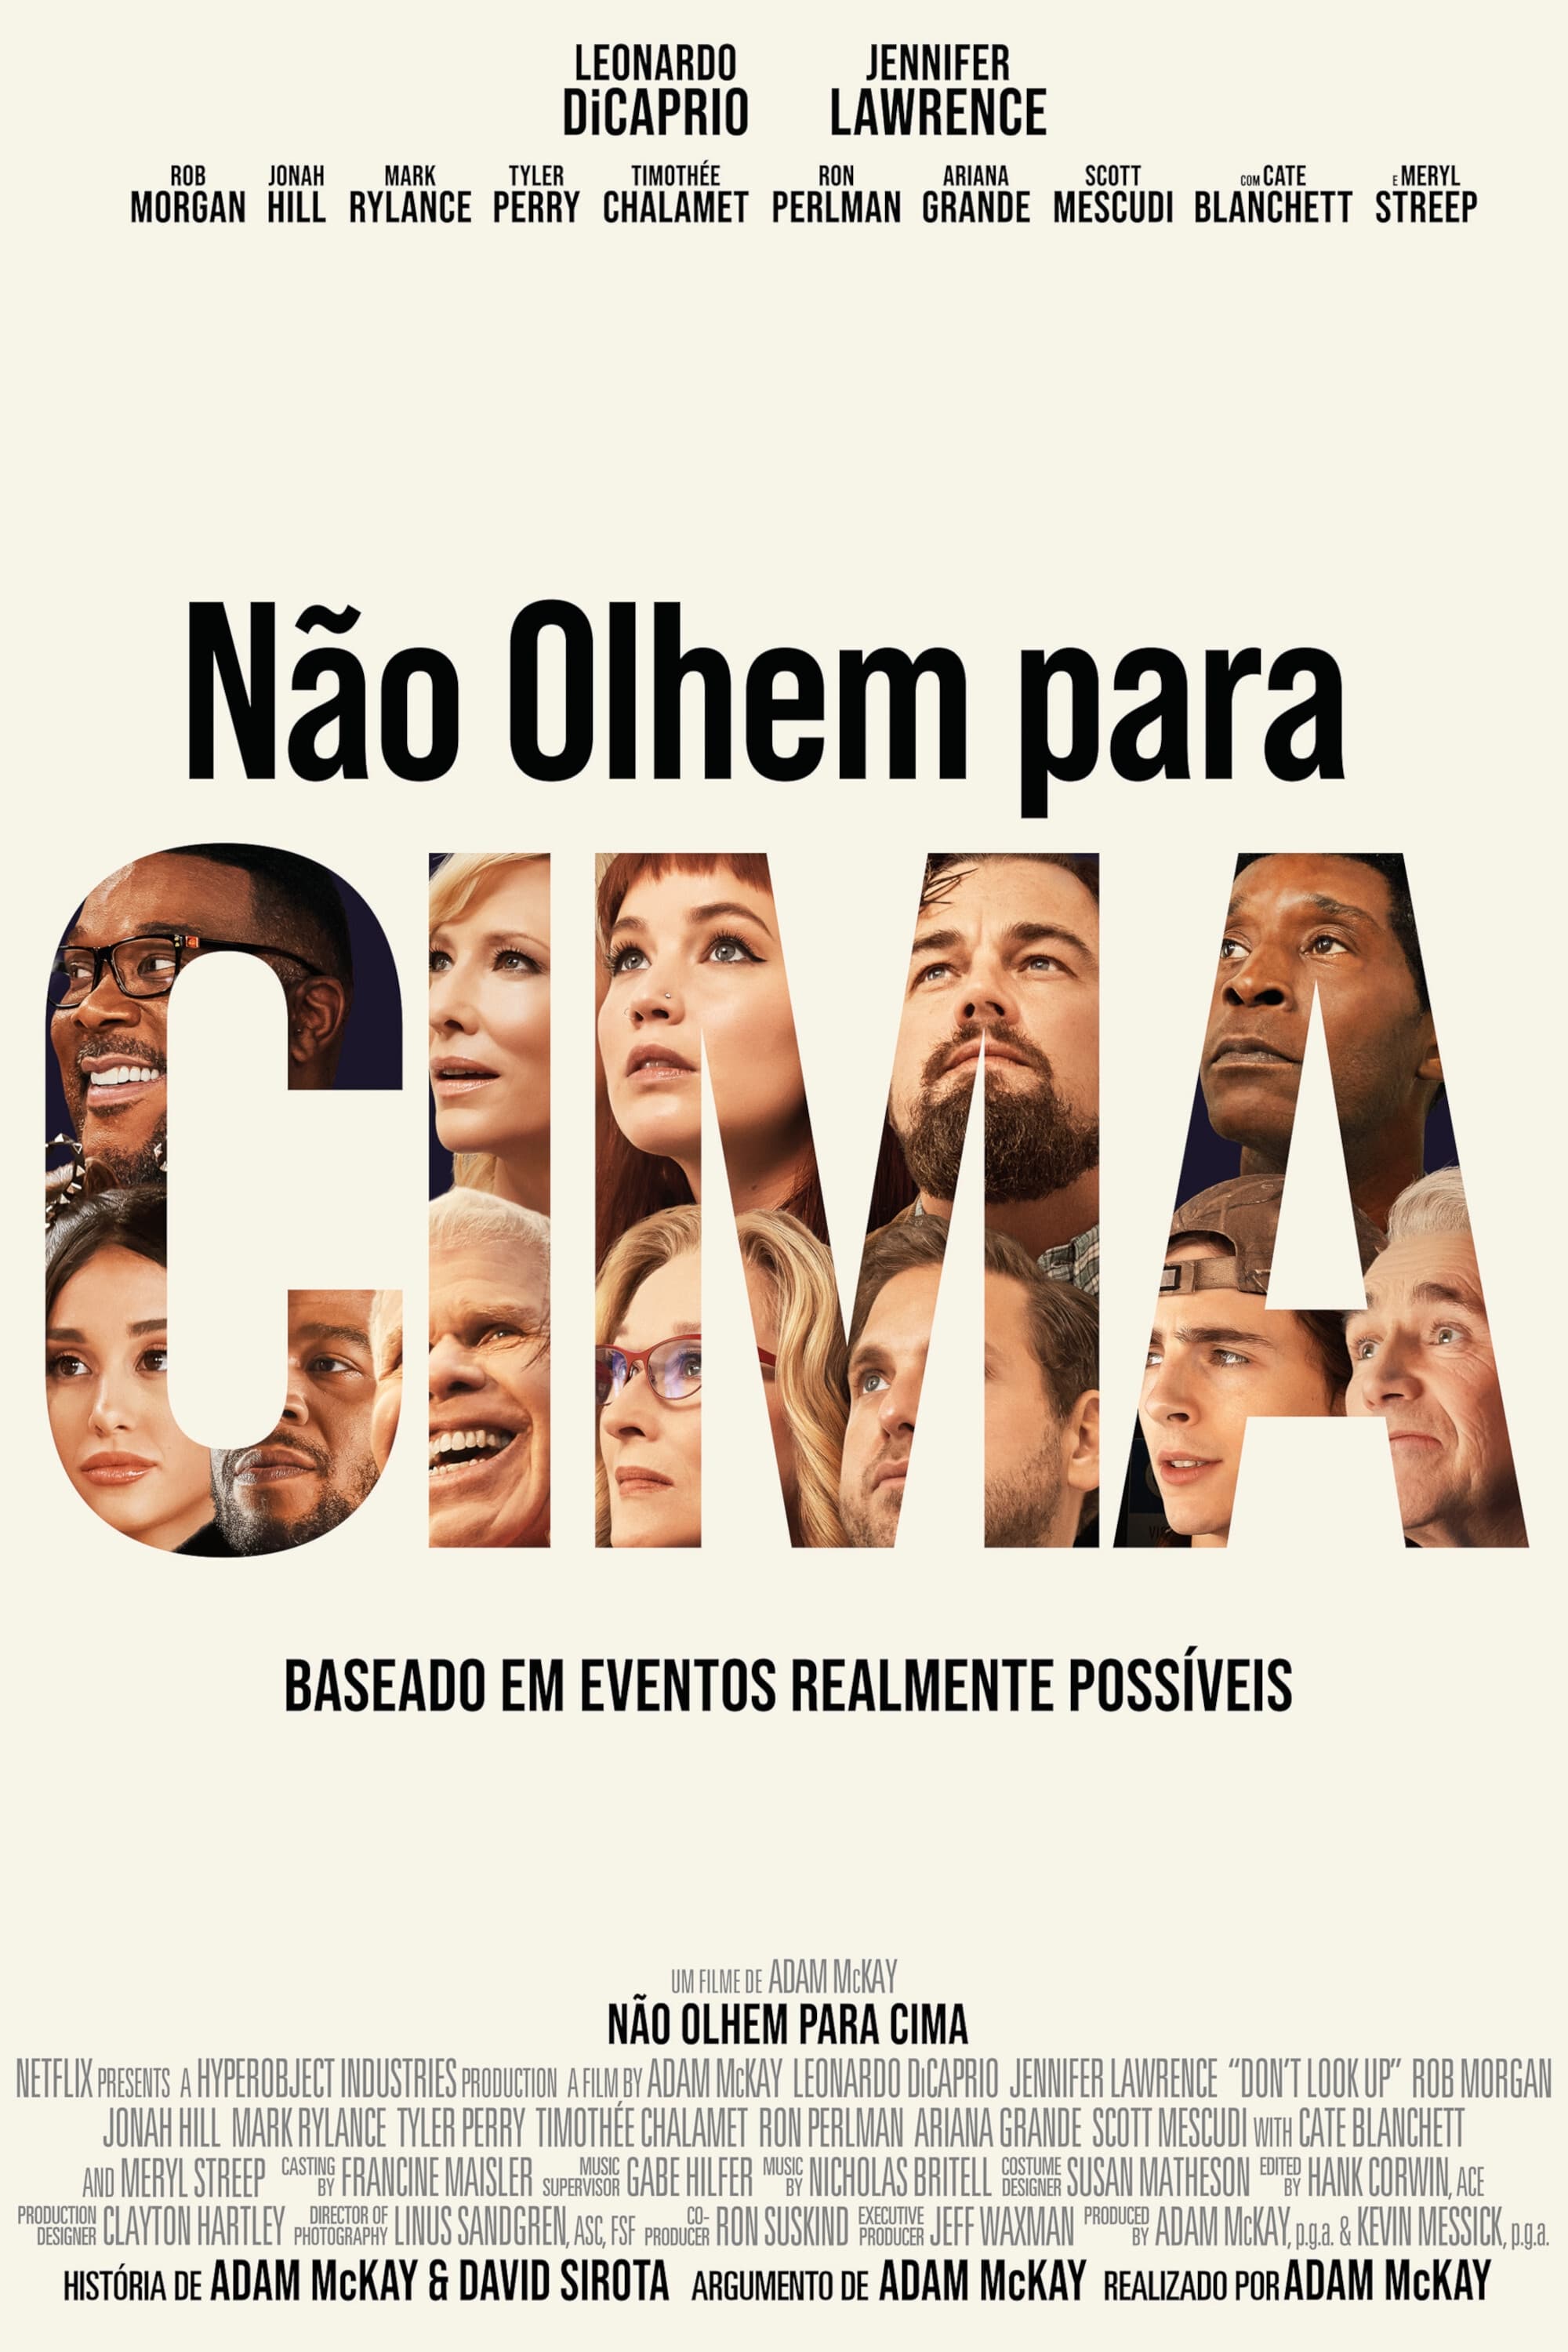 LEONARDO DiCAPRIO JENNIFER LAWRENCE
ROB MORGAN JONAH HILL MARK RYLANCE TYLER PERRY TIMOTHÉE CHALAMET RON PERLMAN ARIANA GRANDE SCOTT MESCUDI COM CATE BLANCHETT E MERYL STREEP
Não Olhem para
CIMA
BASEADO EM EVENTOS REALMENTE POSSÍVEIS
UM FILME DE ADAM McKAY
NÃO OLHEM PARA CIMA
NETFLIX PRESENTS A HYPEROBJECT INDUSTRIES PRODUCTION A FILM BY ADAM McKAY LEONARDO DiCAPRIO JENNIFER LAWRENCE “DON’T LOOK UP” ROB MORGAN
JONAH HILL MARK RYLANCE TYLER PERRY TIMOTHÉE CHALAMET RON PERLMAN ARIANA GRANDE SCOTT MESCUDI WITH CATE BLANCHETT
AND MERYL STREEP CASTING BY FRANCINE MAISLER MUSIC SUPERVISOR GABE HILFER MUSIC BY NICHOLAS BRITELL COSTUME DESIGNER SUSAN MATHESON EDITED BY HANK CORWIN, ACE
PRODUCTION DESIGNER CLAYTON HARTLEY DIRECTOR OF PHOTOGRAPHY LINUS SANDGREN, ASC, FSF CO-PRODUCER RON SUSKIND EXECUTIVE PRODUCER JEFF WAXMAN PRODUCED BY ADAM McKAY, p.g.a. & KEVIN MESSICK, p.g.a.
HISTÓRIA DE ADAM McKAY & DAVID SIROTA ARGUMENTO DE ADAM McKAY REALIZADO POR ADAM McKAY